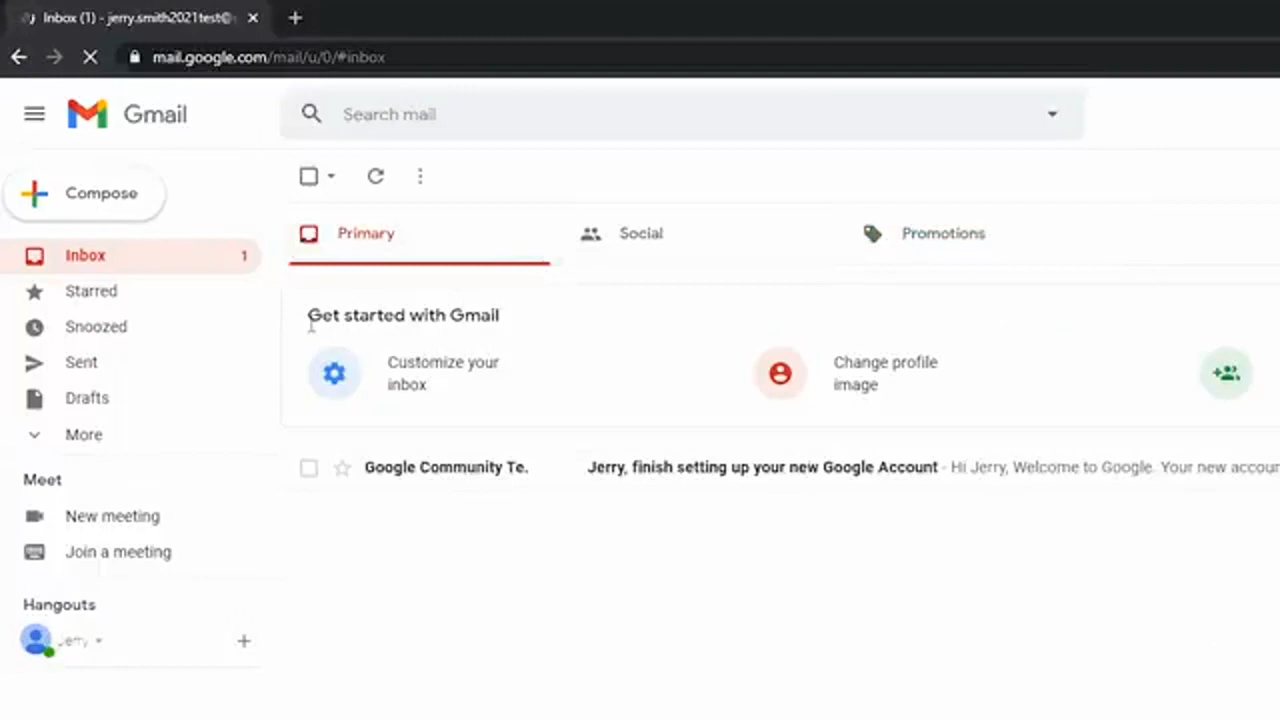 Inbox (1) - jerry.smith2021test@
mail.google.com/mail/u/0/#inbox
Gmail
Search mail
Compose
Primary
Social
Promotions
Inbox
1
Starred
Snoozed
Sent
Drafts
More
Get started with Gmail
Customize your
inbox
Change profile
image
Google Community Te.
Jerry, finish setting up your new Google Account - Hi Jerry, Welcome to Google. Your new accoun
Meet
New meeting
Join a meeting
Hangouts
Jerry